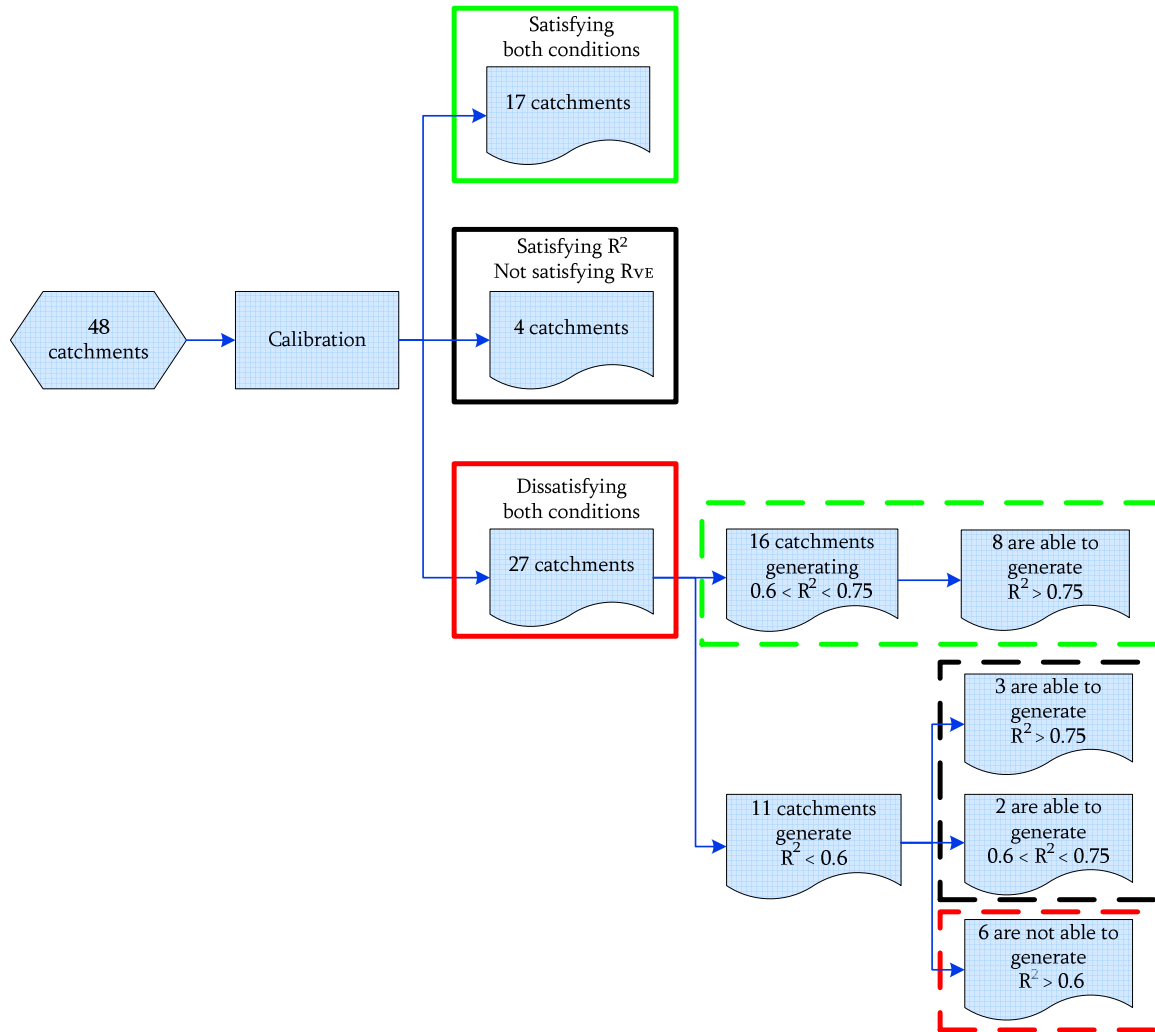 Satisfying
both conditions
17 catchments
Satisfying R²
Not satisfying RVE
4 catchments
48
catchments
Calibration
Dissatisfying
both conditions
27 catchments
16 catchments
generating
0.6 < R² < 0.75
8 are able to
generate
R² > 0.75
3 are able to
generate
R² > 0.75
11 catchments
generate
R² < 0.6
2 are able to
generate
0.6 < R² < 0.75
6 are not able to
generate
R² > 0.6